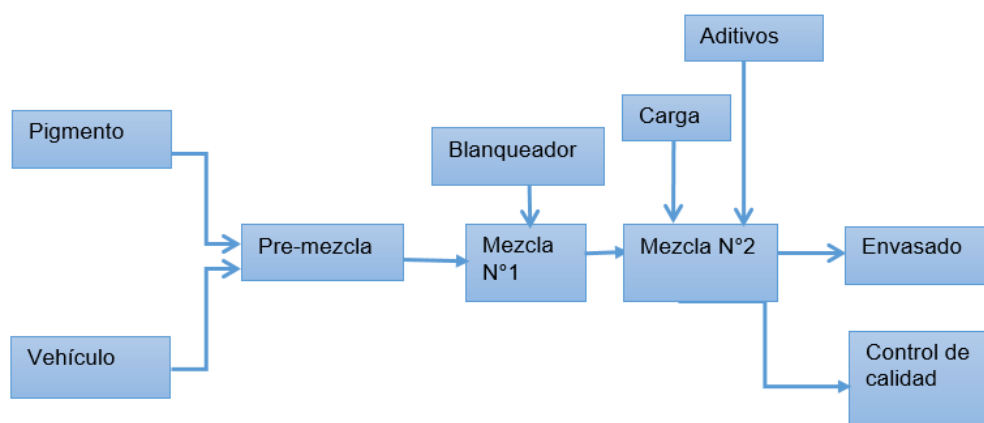 Aditivos
Carga
Pigmento
Blanqueador
Pre-mezcla
Mezcla
N°1
Mezcla N°2
Envasado
Vehículo
Control de
calidad